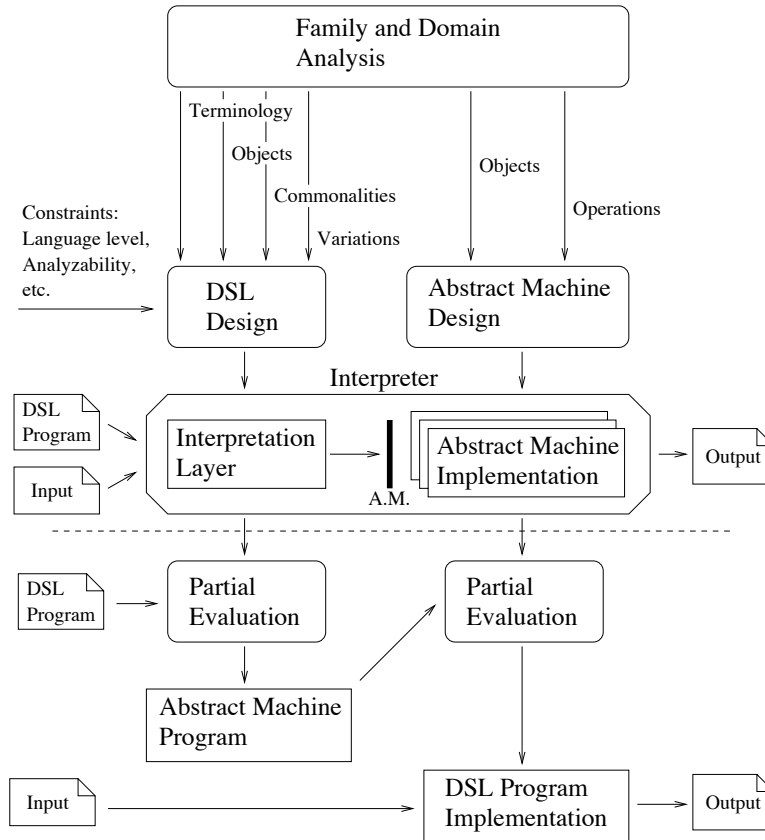 Family and Domain
Analysis
Terminology
Objects
Commonalities
Variations
Objects
Operations
Constraints:
Language level,
Analyzability,
etc.
DSL
Design
Abstract Machine
Design
Interpreter
DSL
Program
Input
Interpretation
Layer
A.M.
Abstract Machine
Implementation
Output
DSL
Program
Partial
Evaluation
Partial
Evaluation
Abstract Machine
Program
Input
DSL Program
Implementation
Output